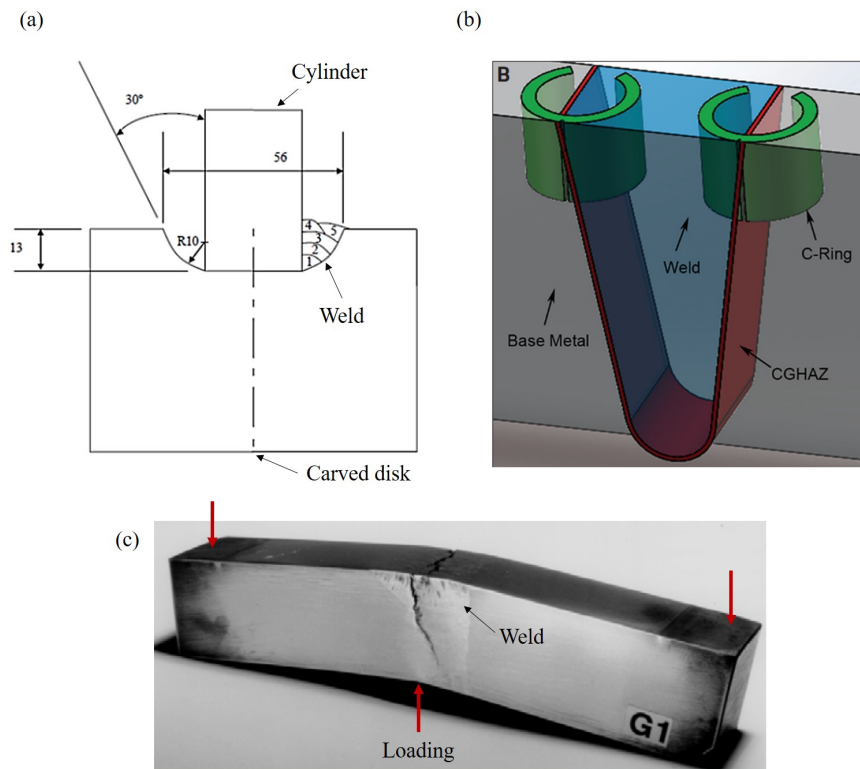 (a)
Cylinder
30°
56
13
R10
4
5
3
2
1
Weld
Carved disk
(b)
B
C-Ring
Weld
Base Metal
CGHAZ
(c)
Weld
G1
Loading